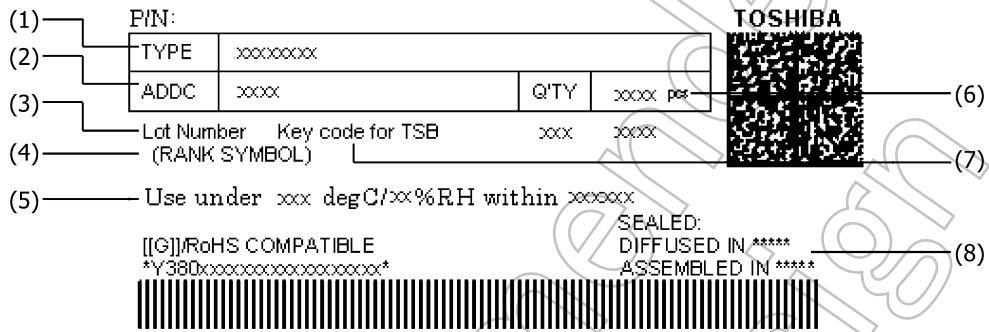 (1) P/N: TOSHIBA
TYPE xxxxxxxx
(2)
ADDC xxxx Q'TY xxxx pcs (6)
(3) Lot Number Key code for TSB xxx xxxx
(4) (RANK SYMBOL) (7)
(5) Use under xxx degC/xx%RH within xxxxxx
SEALED:
[[G]]/RoHS COMPATIBLE DIFFUSED IN ***** (8)
*Y380xxxxxxxxxxxxxxxxx* ASSEMBLED IN *****